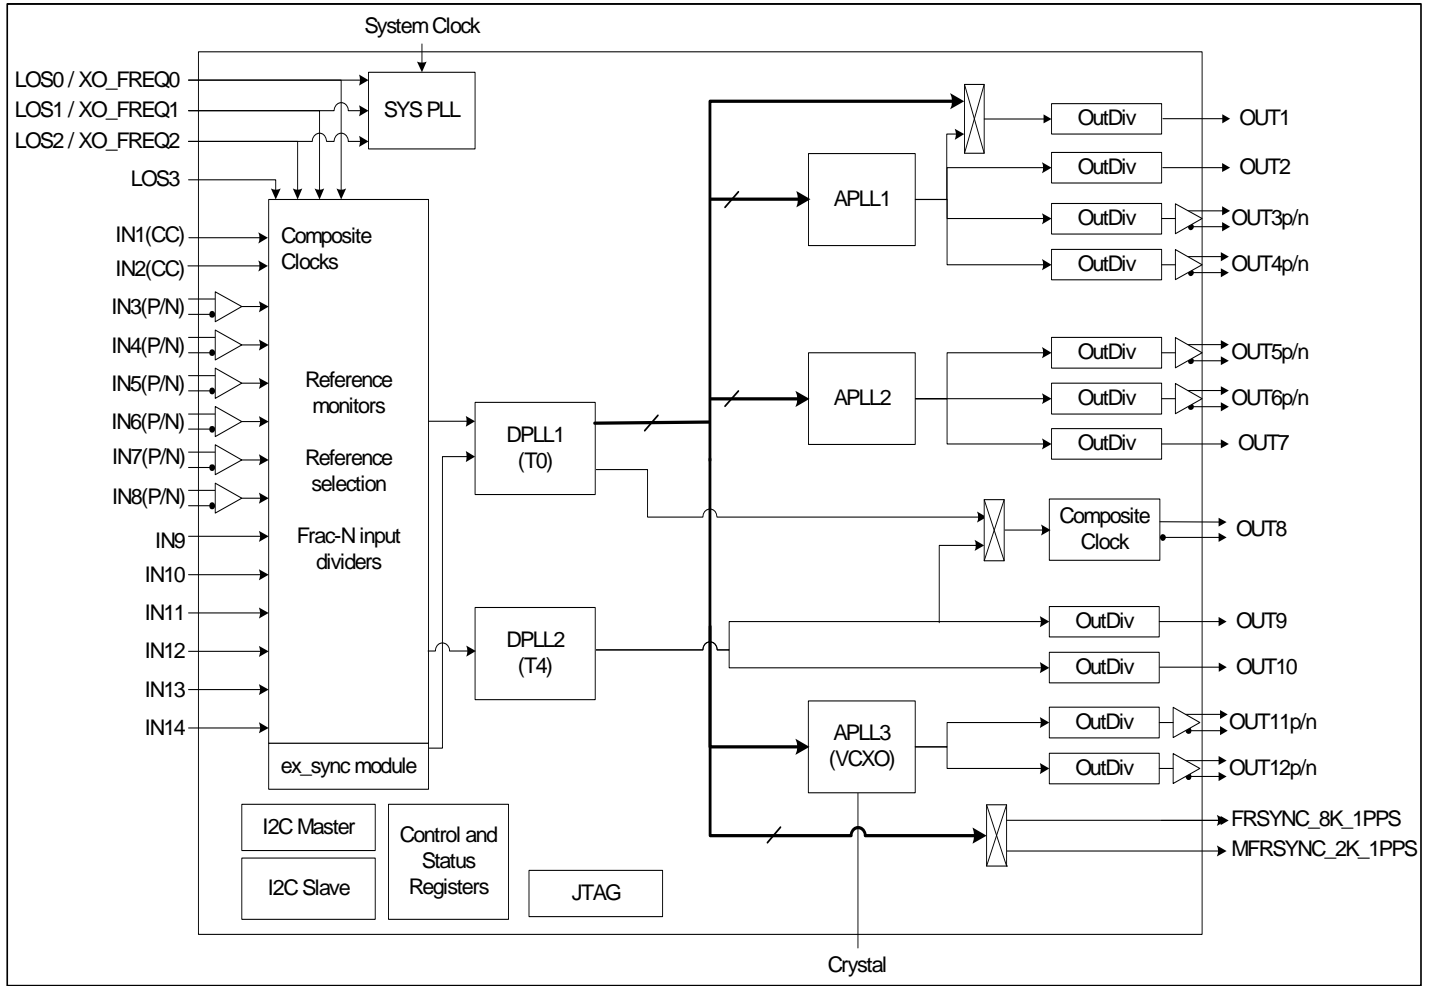 System Clock
LOS0 / XO_FREQ0
LOS1 / XO_FREQ1
LOS2 / XO_FREQ2
LOS3
SYS PLL
IN1(CC)
IN2(CC)
IN3(P/N)
IN4(P/N)
IN5(P/N)
IN6(P/N)
IN7(P/N)
IN8(P/N)
IN9
IN10
IN11
IN12
IN13
IN14
Composite
Clocks
Reference
monitors
Reference
selection
Frac-N input
dividers
ex_sync module
I2C Master
I2C Slave
Control and
Status
Registers
JTAG
DPLL1
(T0)
DPLL2
(T4)
APLL1
APLL2
APLL3
(VCXO)
Crystal
OutDiv
OUT1
OutDiv
OUT2
OutDiv
OUT3p/n
OutDiv
OUT4p/n
OutDiv
OUT5p/n
OutDiv
OUT6p/n
OutDiv
OUT7
Composite
Clock
OUT8
OutDiv
OUT9
OutDiv
OUT10
OutDiv
OUT11p/n
OutDiv
OUT12p/n
FRSYNC_8K_1PPS
MFRSYNC_2K_1PPS